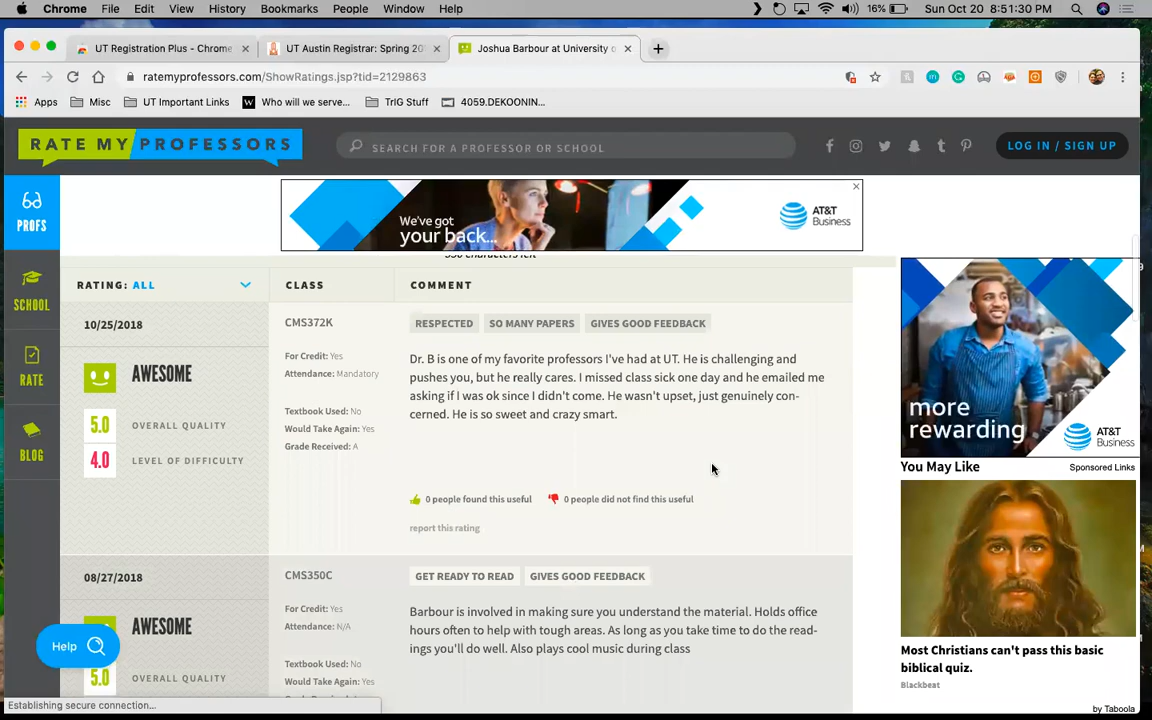 Chrome File Edit View History Bookmarks People Window Help 16% Sun Oct 20 8:51:30 PM
UT Registration Plus - Chrome
UT Austin Registrar: Spring 20
Joshua Barbour at University o
ratemyprofessors.com/ShowRatings.jsp?tid=2129863
Apps Misc UT Important Links Who will we serve... TrIG Stuff 4059.DEKOONIN...
RATE MY PROFESSORS
SEARCH FOR A PROFESSOR OR SCHOOL
LOG IN / SIGN UP
PROFS
SCHOOL
RATE
BLOG
We've got
your back...
AT&T
Business
characters left
RATING: ALL CLASS COMMENT
10/25/2018
AWESOME
5.0 OVERALL QUALITY
4.0 LEVEL OF DIFFICULTY
CMS372K
For Credit: Yes
Attendance: Mandatory
Textbook Used: No
Would Take Again: Yes
Grade Received: A
RESPECTED SO MANY PAPERS GIVES GOOD FEEDBACK
Dr. B is one of my favorite professors I've had at UT. He is challenging and
pushes you, but he really cares. I missed class sick one day and he emailed me
asking if I was ok since I didn't come. He wasn't upset, just genuinely con-
cerned. He is so sweet and crazy smart.
0 people found this useful 0 people did not find this useful
report this rating
08/27/2018
AWESOME
5.0 OVERALL QUALITY
CMS350C
For Credit: Yes
Attendance: N/A
Textbook Used: No
Would Take Again: Yes
GET READY TO READ GIVES GOOD FEEDBACK
Barbour is involved in making sure you understand the material. Holds office
hours often to help with tough areas. As long as you take time to do the read-
ings you'll do well. Also plays cool music during class
more
rewarding
AT&T
Business
You May Like Sponsored Links
Most Christians can't pass this basic
biblical quiz.
Blackbeat
by Taboola
Help
Establishing secure connection...